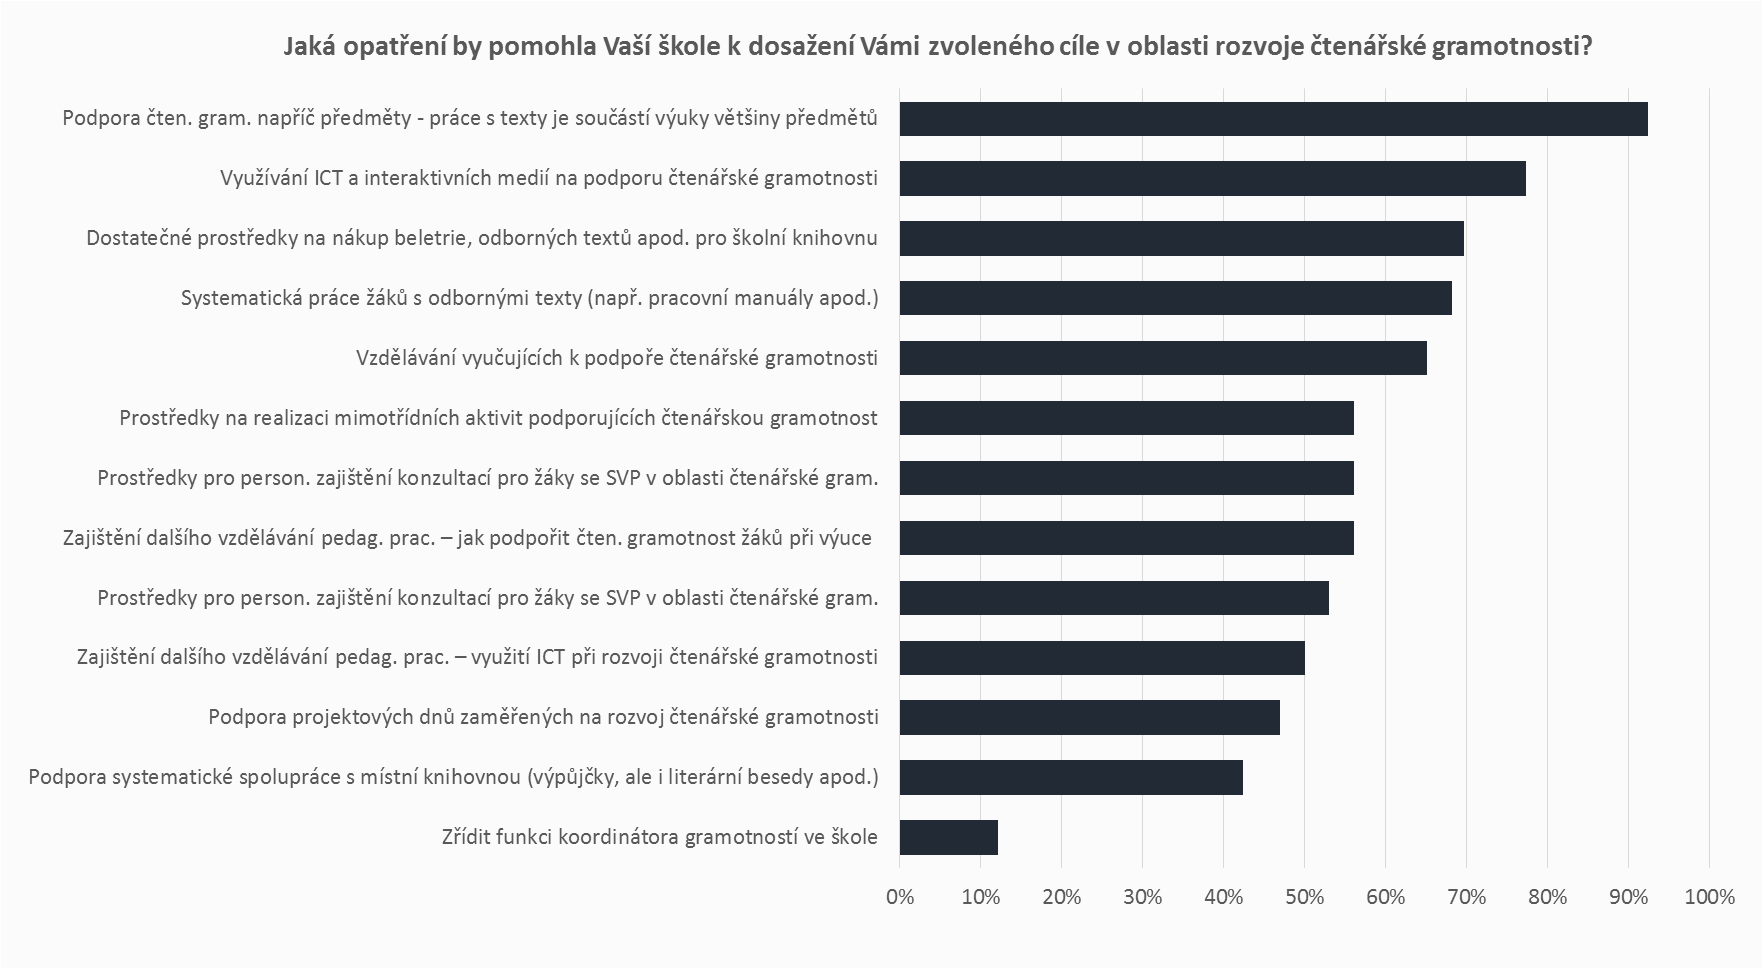 Jaká opatření by pomohla Vaší škole k dosažení Vámi zvoleného cíle v oblasti rozvoje čtenářské gramotnosti?
Podpora čten. gram. napříč předměty - práce s texty je součástí výuky většiny předmětů
Využívání ICT a interaktivních medií na podporu čtenářské gramotnosti
Dostatečné prostředky na nákup beletrie, odborných textů apod. pro školní knihovnu
Systematická práce žáků s odbornými texty (např. pracovní manuály apod.)
Vzdělávání vyučujících k podpoře čtenářské gramotnosti
Prostředky na realizaci mimotřídních aktivit podporujících čtenářskou gramotnost
Prostředky pro person. zajištění konzultací pro žáky se SVP v oblasti čtenářské gram.
Zajištění dalšího vzdělávání pedag. prac. – jak podpořit čten. gramotnost žáků při výuce
Prostředky pro person. zajištění konzultací pro žáky se SVP v oblasti čtenářské gram.
Zajištění dalšího vzdělávání pedag. prac. – využití ICT při rozvoji čtenářské gramotnosti
Podpora projektových dnů zaměřených na rozvoj čtenářské gramotnosti
Podpora systematické spolupráce s místní knihovnou (výpůjčky, ale i literární besedy apod.)
Zřídit funkci koordinátora gramotností ve škole
0% 10% 20% 30% 40% 50% 60% 70% 80% 90% 100%